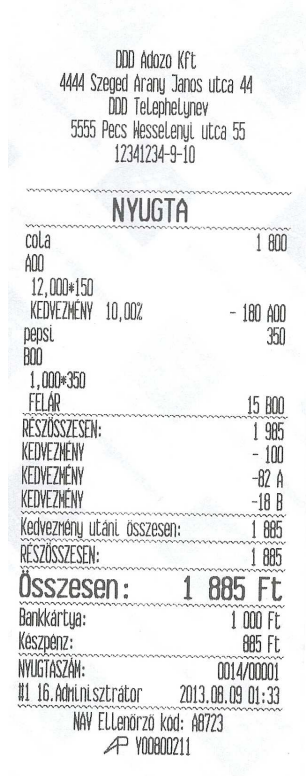 DDD Adozo Kft
4444 Szeged Arany Janos utca 44
DDD Telephelynev
5555 Pecs Wesselenyi utca 55
12341234-9-10
NYUGTA
cola 1 800
A00
12,000*150
KEDVEZMÉNY 10,00% - 180 A00
pepsi 350
B00
1,000*350
FELÁR 15 B00
RÉSZÖSSZESEN: 1 985
KEDVEZMÉNY - 100
KEDVEZMÉNY -82 A
KEDVEZMÉNY -18 B
Kedvezmény utáni összesen: 1 885
RÉSZÖSSZESEN: 1 885
Összesen: 1 885 Ft
Bankkártya: 1 000 Ft
Készpénz: 885 Ft
NYUGTASZÁM: 0014/00001
#1 16.Adminisztrátor 2013.08.09 01:33
NAV Ellenőrző kód: A8723
AP Y00800211